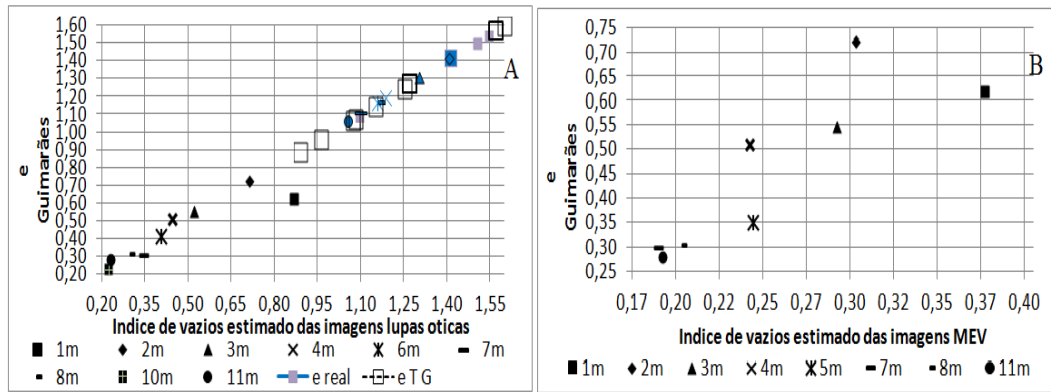 A
e
Guimarães
1,60
1,50
1,40
1,30
1,20
1,10
1,00
0,90
0,80
0,70
0,60
0,50
0,40
0,30
0,20
0,20 0,35 0,50 0,65 0,80 0,95 1,10 1,25 1,40 1,55
Indice de vazios estimado das imagens lupas oticas
1m 2m 3m 4m 6m 7m
8m 10m 11m e real e T G
B
e
Guimarães
0,75
0,70
0,65
0,60
0,55
0,50
0,45
0,40
0,35
0,30
0,25
0,17 0,20 0,22 0,25 0,27 0,30 0,32 0,35 0,37 0,40
Indice de vazios estimado das imagens MEV
1m 2m 3m 4m 5m 7m 8m 11m